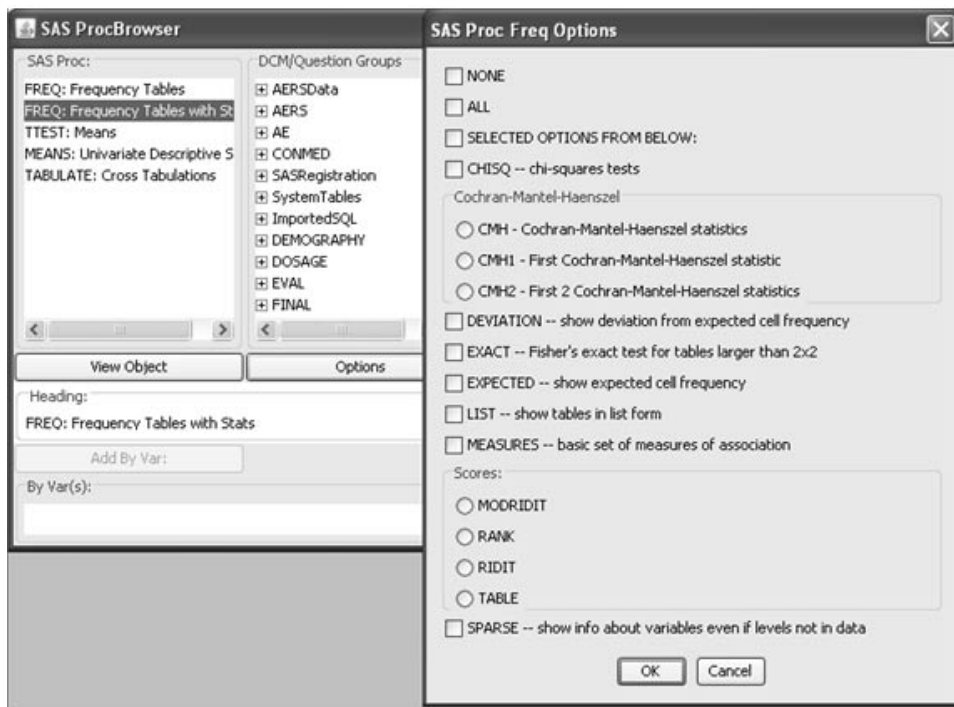 SAS ProcBrowser
SAS Proc:
FREQ: Frequency Tables
FREQ: Frequency Tables with St
TTEST: Means
MEANS: Univariate Descriptive S
TABULATE: Cross Tabulations
DCM/Question Groups
AERSData
AERS
AE
CONMED
SASRegistration
SystemTables
ImportedSQL
DEMOGRAPHY
DOSAGE
EVAL
FINAL
View Object
Options
Heading:
FREQ: Frequency Tables with Stats
Add By Var:
By Var(s):
SAS Proc Freq Options
NONE
ALL
SELECTED OPTIONS FROM BELOW:
CHISQ -- chi-squares tests
Cochran-Mantel-Haenszel
CMH - Cochran-Mantel-Haenszel statistics
CMH1 - First Cochran-Mantel-Haenszel statistic
CMH2 - First 2 Cochran-Mantel-Haenszel statistics
DEVIATION -- show deviation from expected cell frequency
EXACT -- Fisher's exact test for tables larger than 2x2
EXPECTED -- show expected cell frequency
LIST -- show tables in list form
MEASURES -- basic set of measures of association
Scores:
MODRIDIT
RANK
RIDIT
TABLE
SPARSE -- show info about variables even if levels not in data
OK
Cancel